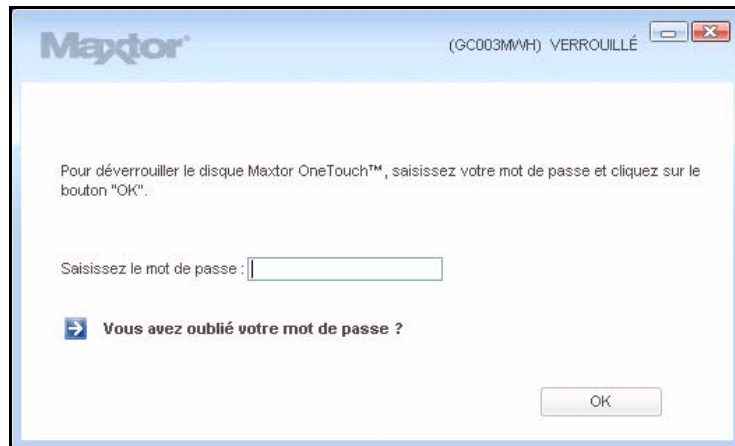 Maxtor
(GC003MWH) VERROUILLÉ
Pour déverrouiller le disque Maxtor OneTouch™, saisissez votre mot de passe et cliquez sur le
bouton "OK".
Saisissez le mot de passe :
Vous avez oublié votre mot de passe ?
OK